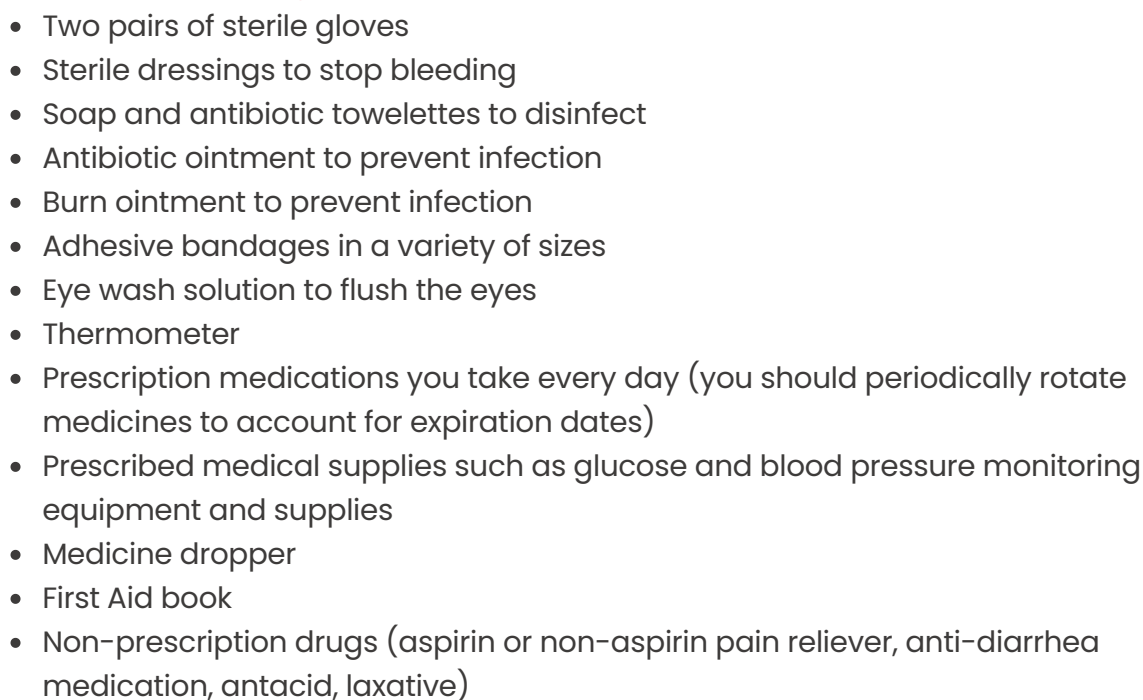 • Two pairs of sterile gloves
• Sterile dressings to stop bleeding
• Soap and antibiotic towelettes to disinfect
• Antibiotic ointment to prevent infection
• Burn ointment to prevent infection
• Adhesive bandages in a variety of sizes
• Eye wash solution to flush the eyes
• Thermometer
• Prescription medications you take every day (you should periodically rotate
medicines to account for expiration dates)
• Prescribed medical supplies such as glucose and blood pressure monitoring
equipment and supplies
• Medicine dropper
• First Aid book
• Non-prescription drugs (aspirin or non-aspirin pain reliever, anti-diarrhea
medication, antacid, laxative)